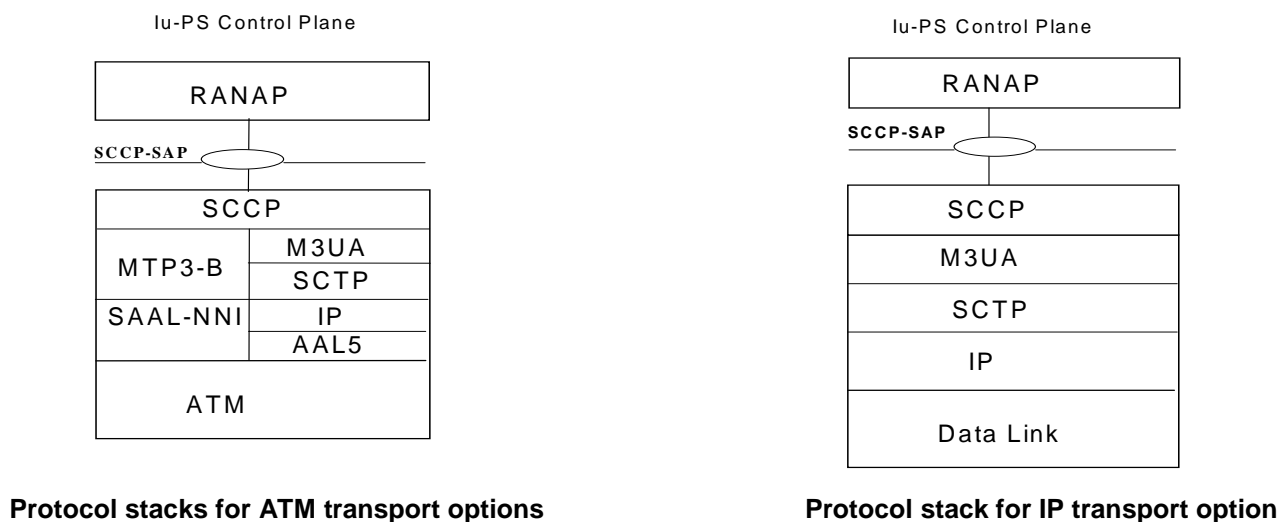 Iu-PS Control Plane
RANAP
SCCP-SAP
SCCP
MTP3-B
M3UA
SCTP
SAAL-NNI
IP
AAL5
ATM
Protocol stacks for ATM transport options
Iu-PS Control Plane
RANAP
SCCP-SAP
SCCP
M3UA
SCTP
IP
Data Link
Protocol stack for IP transport option